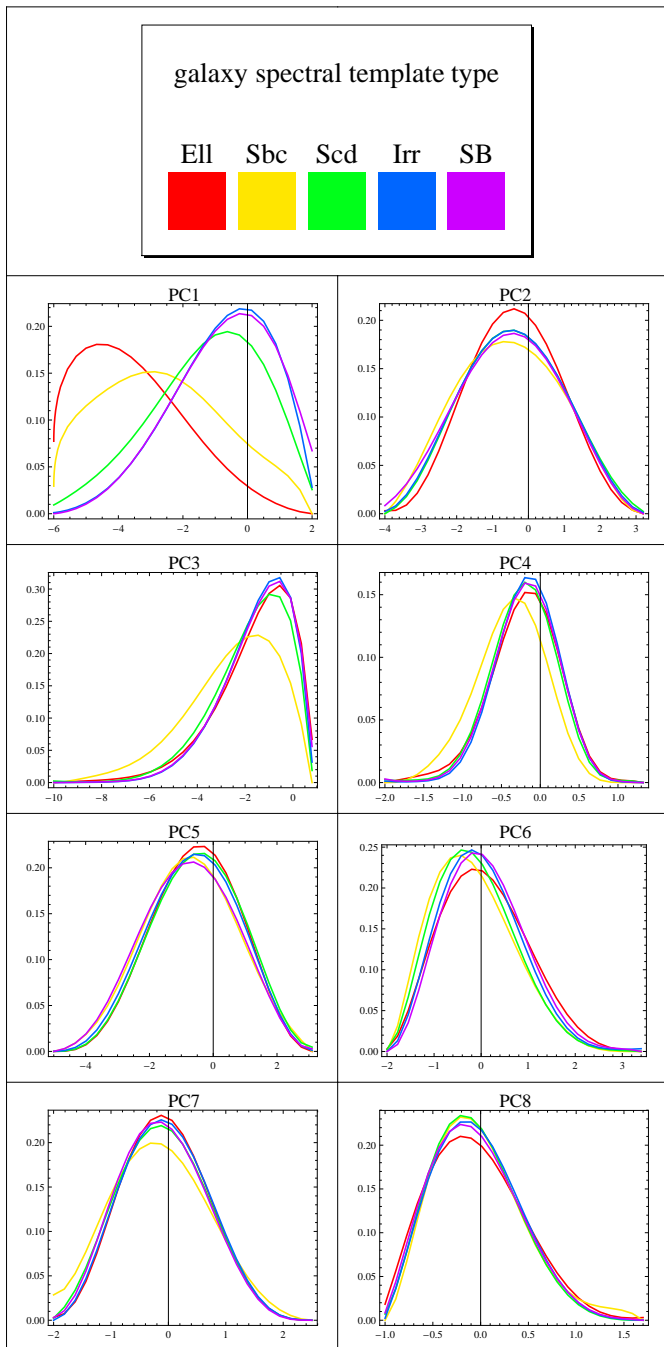 galaxy spectral template type
Ell Sbc Scd Irr SB
PC1 PC2
0.20 0.20
0.15 0.15
0.10 0.10
0.05 0.05
0.00 0.00
-6 -4 -2 0 2 -4 -3 -2 -1 0 1 2 3
PC3 PC4
0.30 0.15
0.25
0.20 0.10
0.15
0.10 0.05
0.05
0.00 0.00
-10 -8 -6 -4 -2 0 -2.0 -1.5 -1.0 -0.5 0.0 0.5 1.0
PC5 PC6
0.20 0.25
0.15 0.20
0.10 0.15
0.05 0.10
0.00 0.05
0.00
-4 -2 0 2 -2 -1 0 1 2 3
PC7 PC8
0.20 0.20
0.15 0.15
0.10 0.10
0.05 0.05
0.00 0.00
-2 -1 0 1 2 -1.0 -0.5 0.0 0.5 1.0 1.5